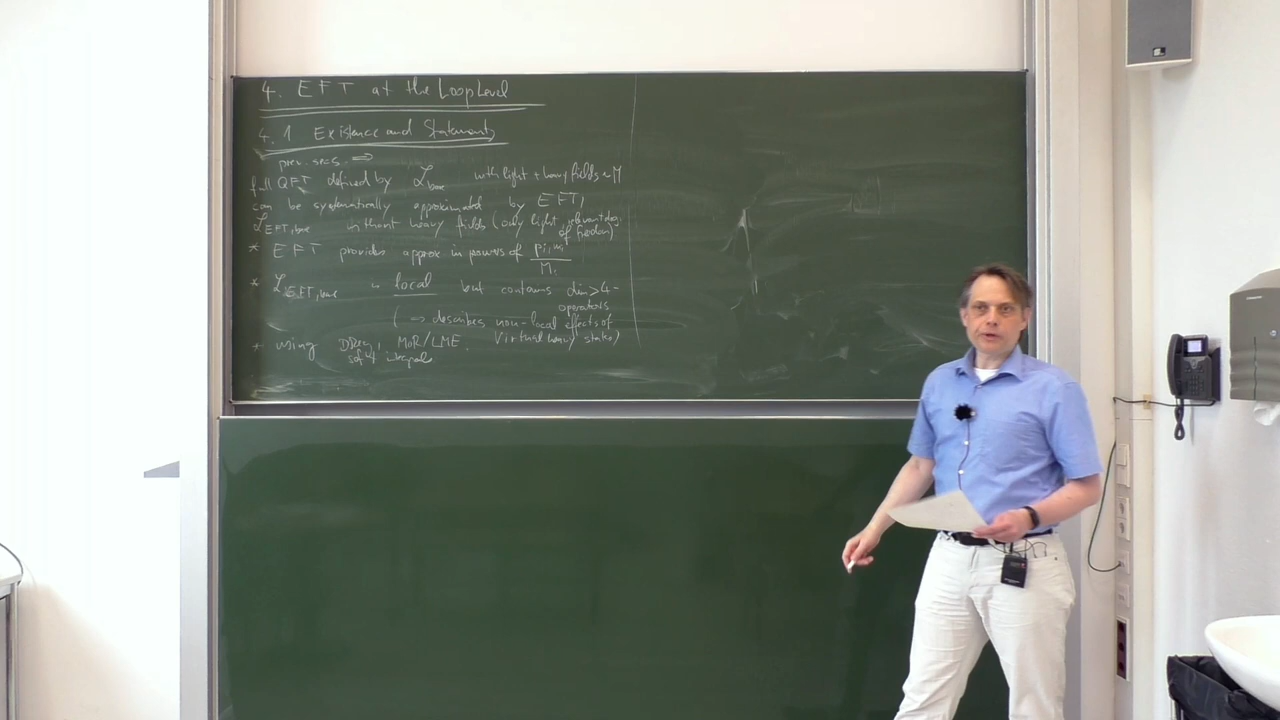 4. EFT at the Loop Level
4.1 Existence and Statements
prev. secs. ⇒
full QFT defined by ℒ_bare with light + heavy fields ~ M
can be systematically approximated by EFT,
ℒ_EFT,bare without heavy fields (only light, relevant deg. of freedom)
* EFT provides approx in powers of p_i, m_i / M_i
* ℒ_EFT,bare is local but contains dim>4-
operators
(→ describes non-local effects of
virtual heavy states)
* using DReg, MoR/LME,
soft integrals